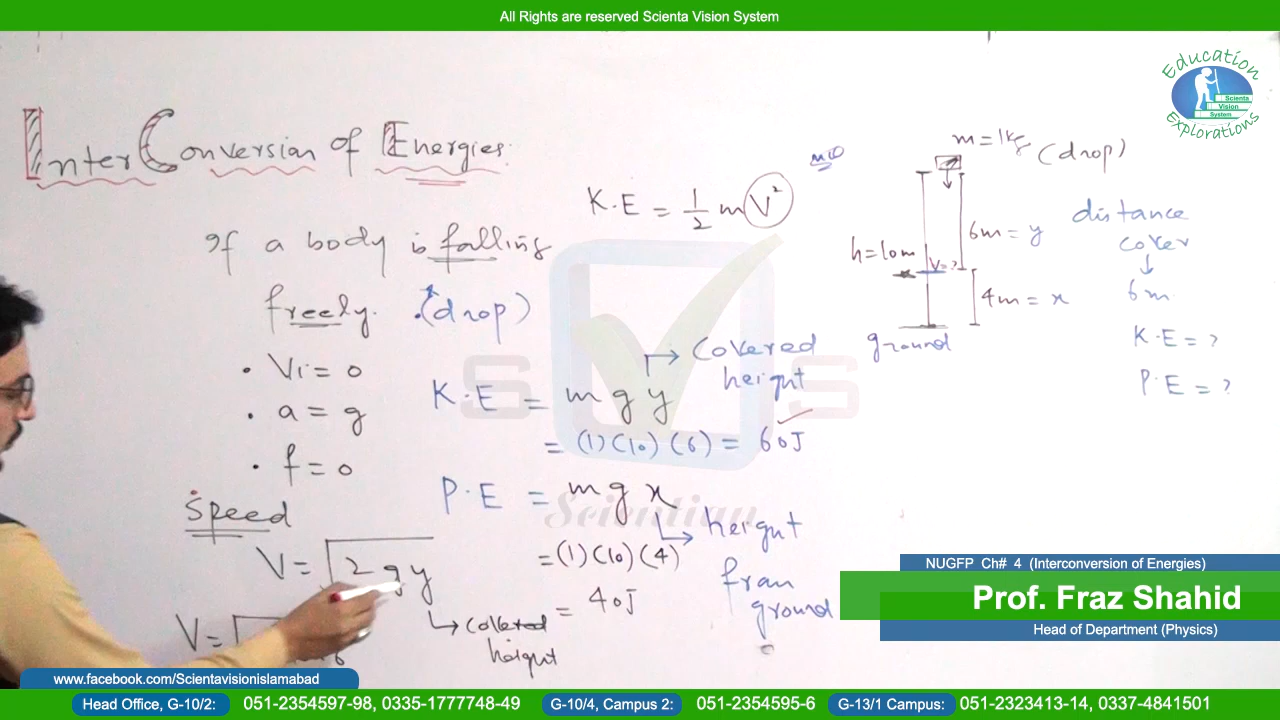 All Rights are reserved Scienta Vision System
Education
Scienta
Vision
System
Explorations
Inter Conversion of Energies.
If a body is falling
freely. (drop)
• Vi = 0
• a = g
• f = 0
Speed
V = √2gy
→ covered
height
V = √
K.E = 1/2 mV²
K.E = mgy
→ covered
height
= (1)(10)(6) = 60J
P.E = mgx
→ height
from
ground
= (1)(10)(4)
= 40J
m = 1kg (drop)
h = 10m
6m = y
V = ?
4m = x
ground
distance
cover
↓
6m
K.E = ?
P.E = ?
SVS
Scientian
NUGFP Ch# 4 (Interconversion of Energies)
Prof. Fraz Shahid
Head of Department (Physics)
www.facebook.com/Scientavisionislamabad
Head Office, G-10/2: 051-2354597-98, 0335-1777748-49 G-10/4, Campus 2: 051-2354595-6 G-13/1 Campus: 051-2323413-14, 0337-4841501